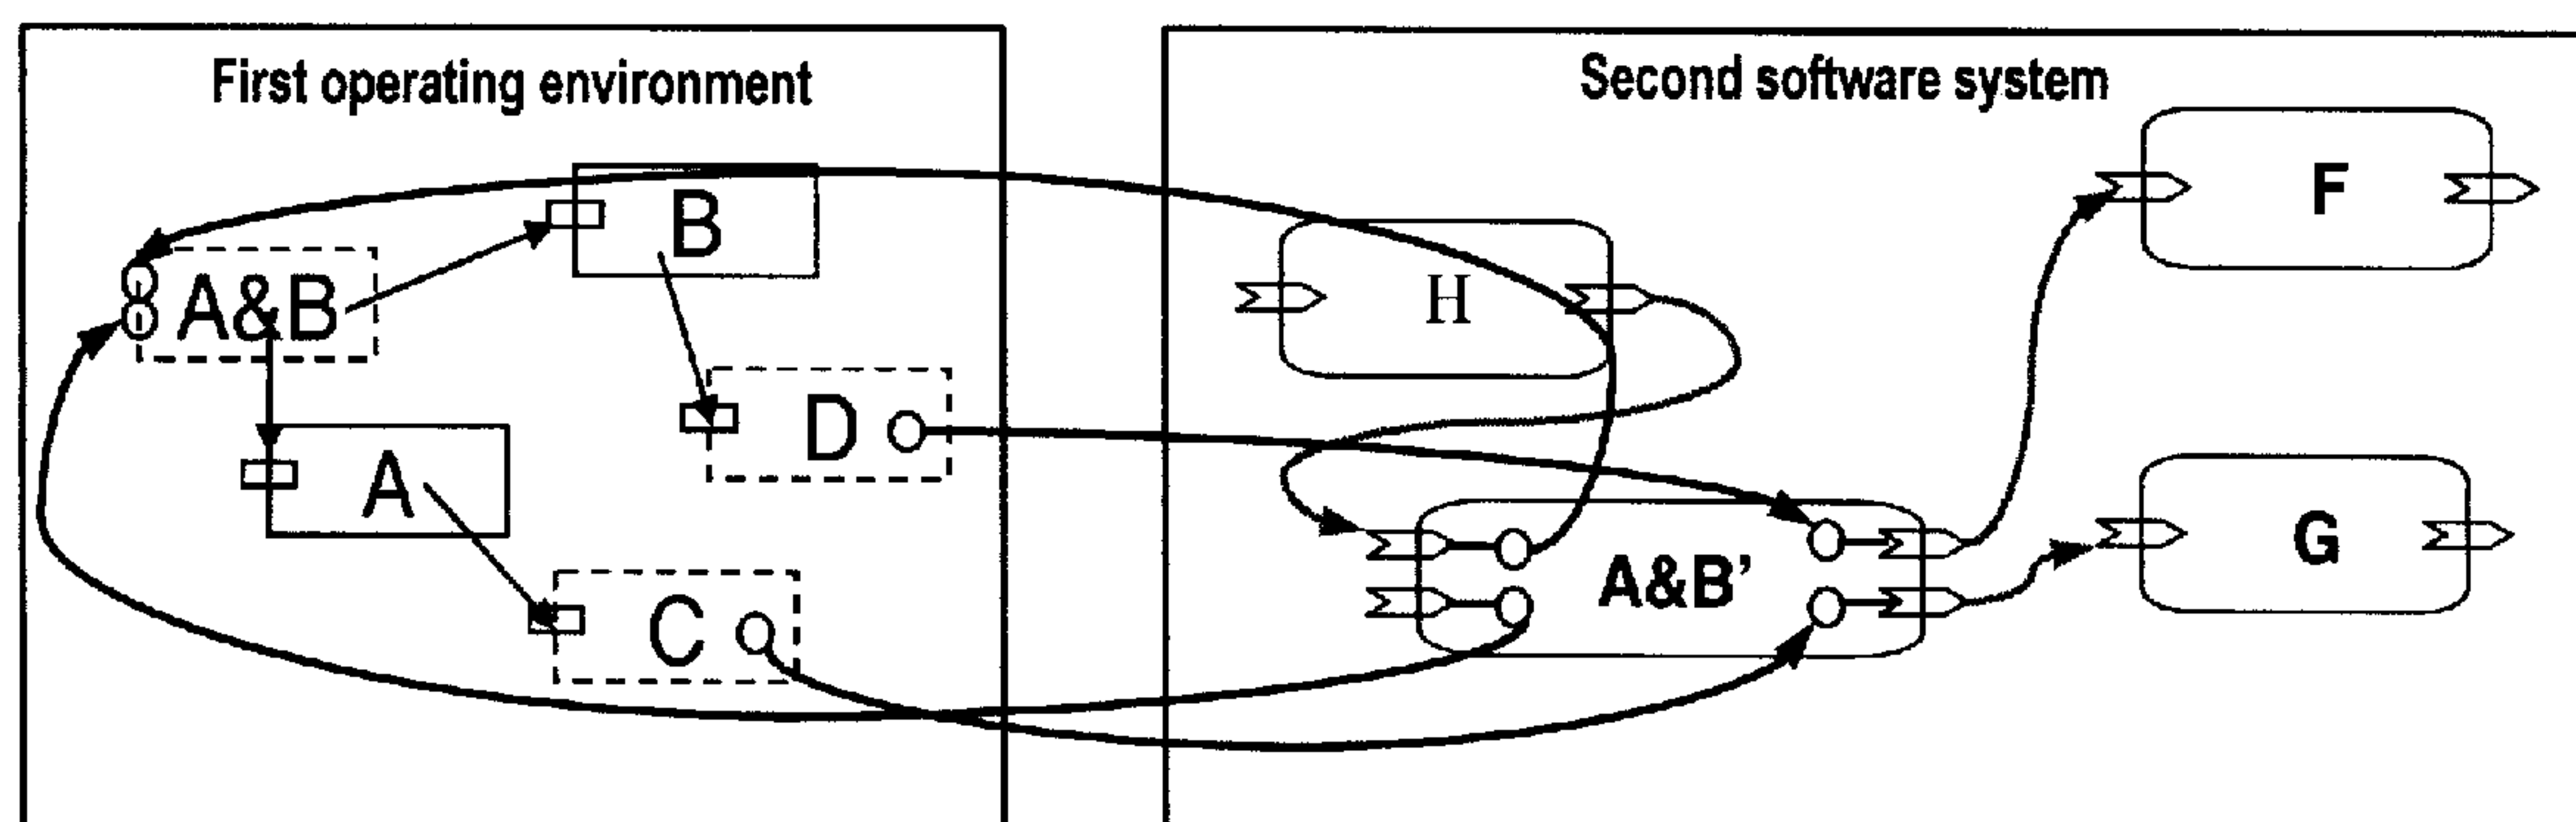 First operating environment
Second software system
F
B
A&B
H
D
A
G
A&B’
C